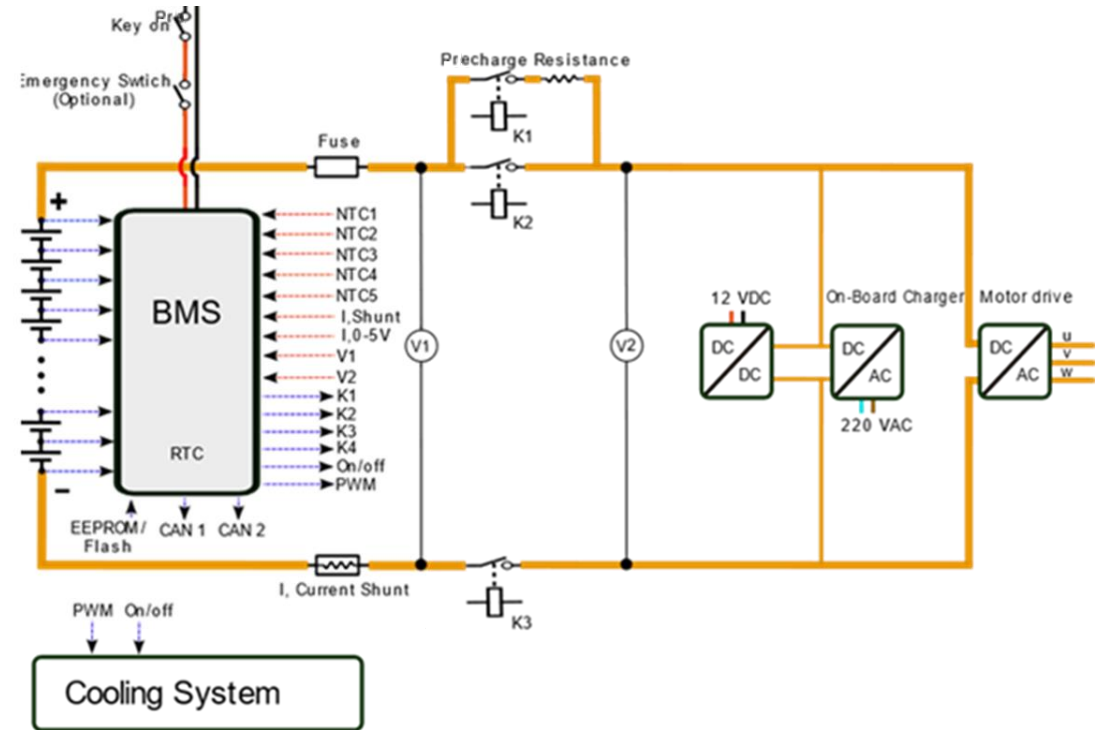 Pr
Key on
Emergency Swtich
(Optional)
Precharge Resistance
K1
Fuse
K2
+
NTC1
NTC2
NTC3
NTC4
NTC5
I,Shunt
I,0-5V
V1
V2
K1
K2
K3
K4
On/off
PWM
BMS
RTC
V1
V2
12 VDC
On-Board Charger
Motor drive
DC
DC
DC
AC
DC
AC
u
v
w
220 VAC
−
EEPROM/
Flash
CAN 1
CAN 2
I, Current Shunt
K3
PWM
On/off
Cooling System